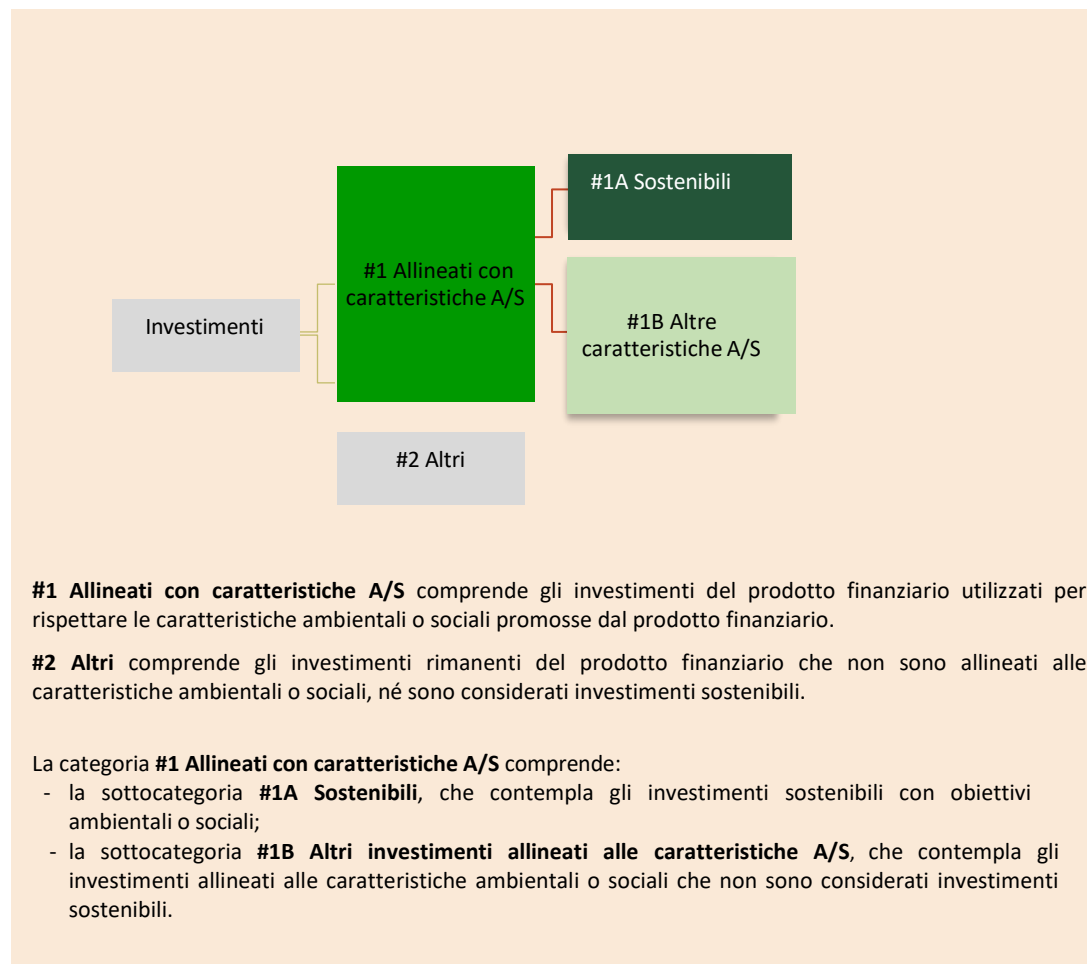 #1A Sostenibili
#1 Allineati con
caratteristiche A/S
Investimenti
#1B Altre
caratteristiche A/S
#2 Altri
#1 Allineati con caratteristiche A/S comprende gli investimenti del prodotto finanziario utilizzati per
rispettare le caratteristiche ambientali o sociali promosse dal prodotto finanziario.
#2 Altri comprende gli investimenti rimanenti del prodotto finanziario che non sono allineati alle
caratteristiche ambientali o sociali, né sono considerati investimenti sostenibili.
La categoria #1 Allineati con caratteristiche A/S comprende:
- la sottocategoria #1A Sostenibili, che contempla gli investimenti sostenibili con obiettivi
ambientali o sociali;
- la sottocategoria #1B Altri investimenti allineati alle caratteristiche A/S, che contempla gli
investimenti allineati alle caratteristiche ambientali o sociali che non sono considerati investimenti
sostenibili.